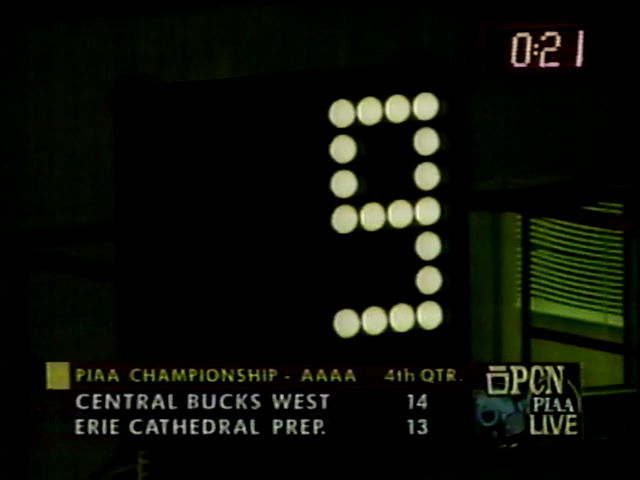 0:21
9
PIAA CHAMPIONSHIP - AAAA 4th QTR.
CENTRAL BUCKS WEST 14
ERIE CATHEDRAL PREP. 13
PCN
PIAA
LIVE